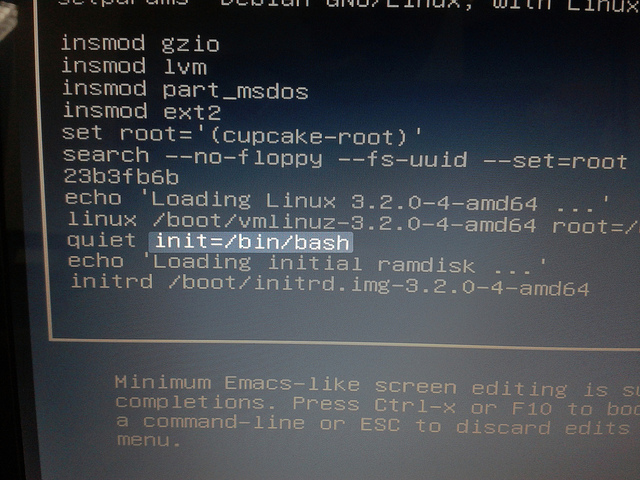 setparams 'Debian GNU/Linux, with Linux
insmod gzio
insmod lvm
insmod part_msdos
insmod ext2
set root='(cupcake-root)'
search --no-floppy --fs-uuid --set=root
23b3fb6b
echo 'Loading Linux 3.2.0-4-amd64 ...'
linux /boot/vmlinuz-3.2.0-4-amd64 root=/
quiet init=/bin/bash
echo 'Loading initial ramdisk ...'
initrd /boot/initrd.img-3.2.0-4-amd64
Minimum Emacs-like screen editing is
completions. Press Ctrl-x or F10 to
a command-line or ESC to discard edits
menu.